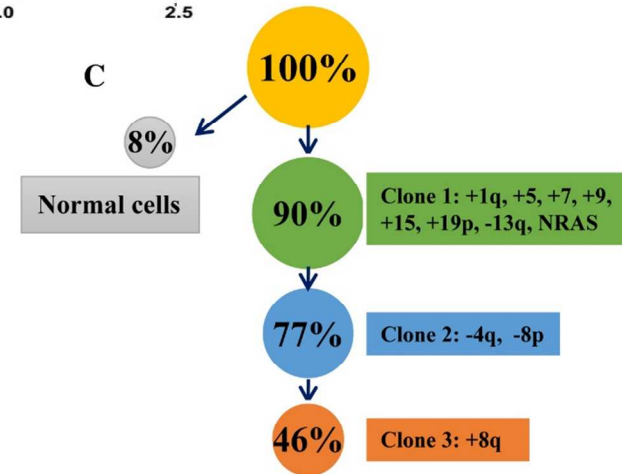 .0 2.5
C
100%
8%
Normal cells
90%
Clone 1: +1q, +5, +7, +9,
+15, +19p, -13q, NRAS
77%
Clone 2: -4q, -8p
46%
Clone 3: +8q